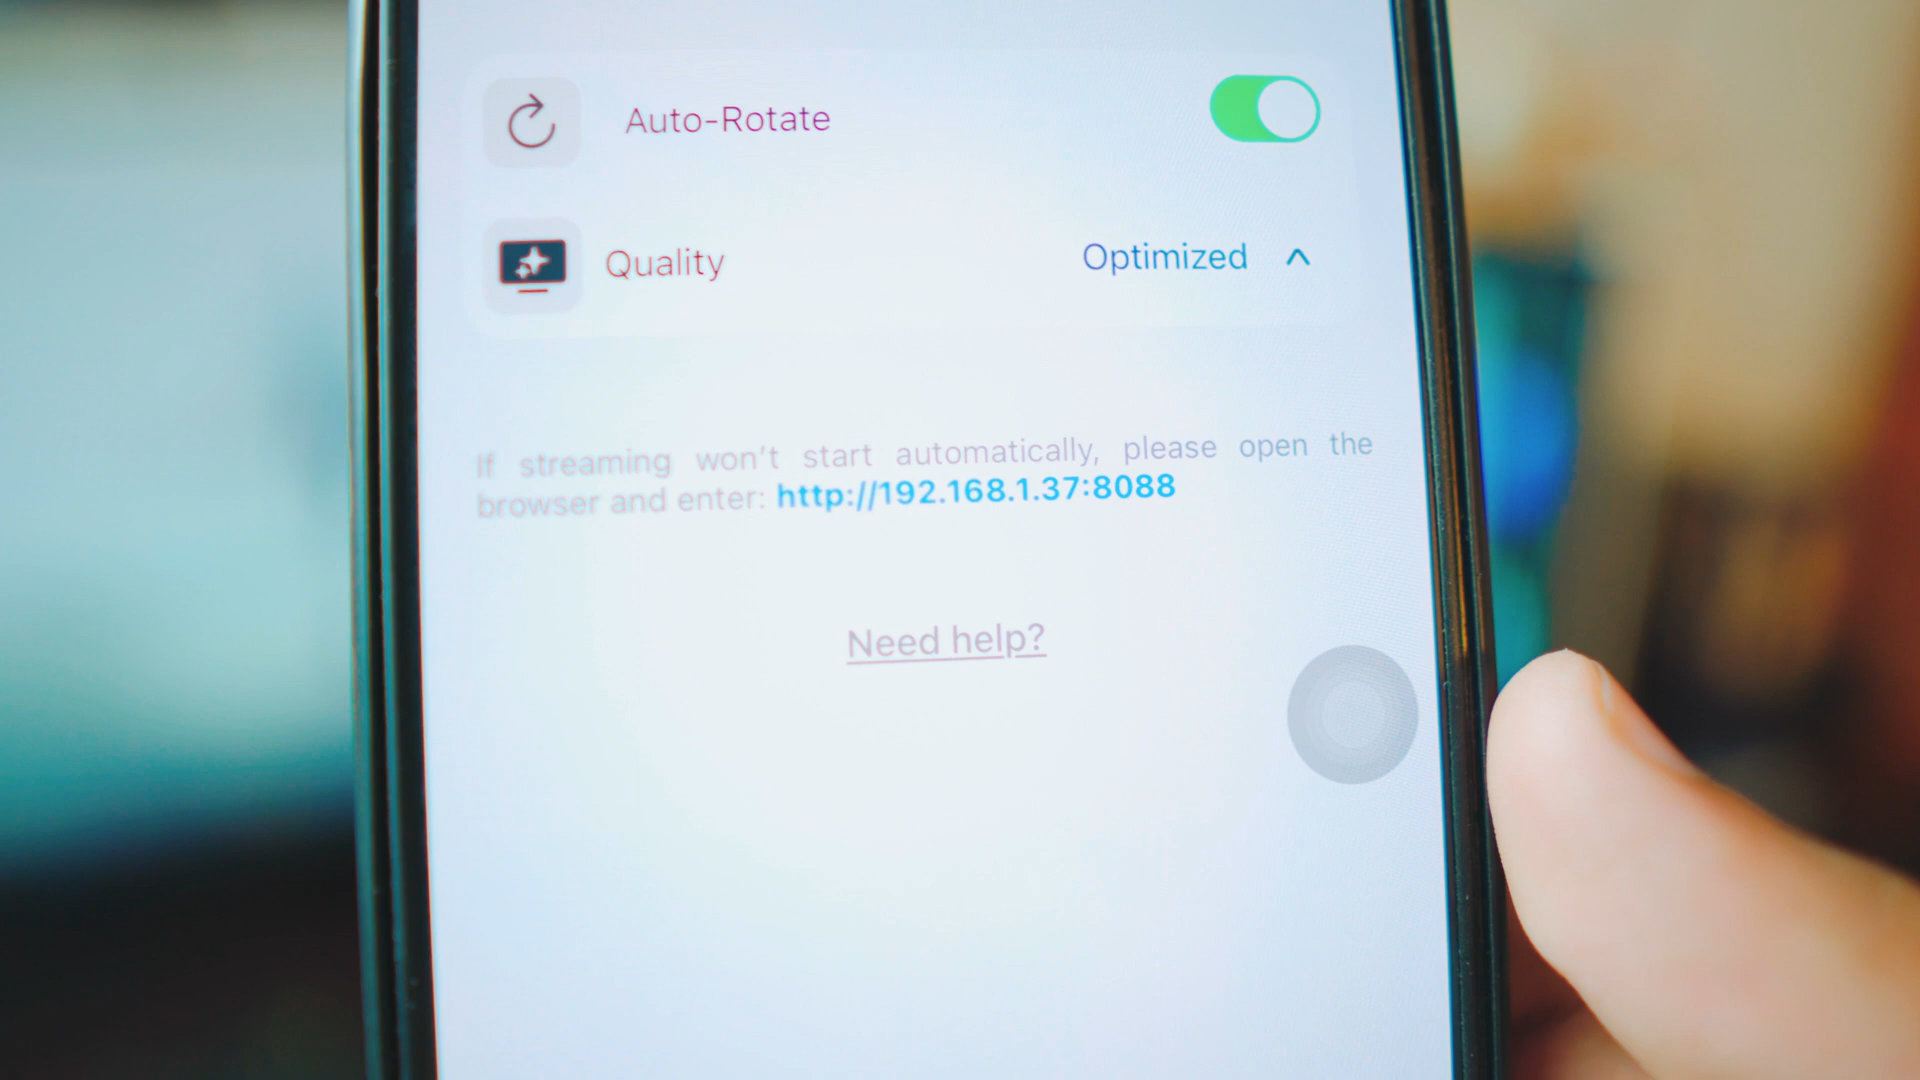 Auto-Rotate
Quality Optimized
If streaming won't start automatically, please open the
browser and enter: http://192.168.1.37:8088
Need help?